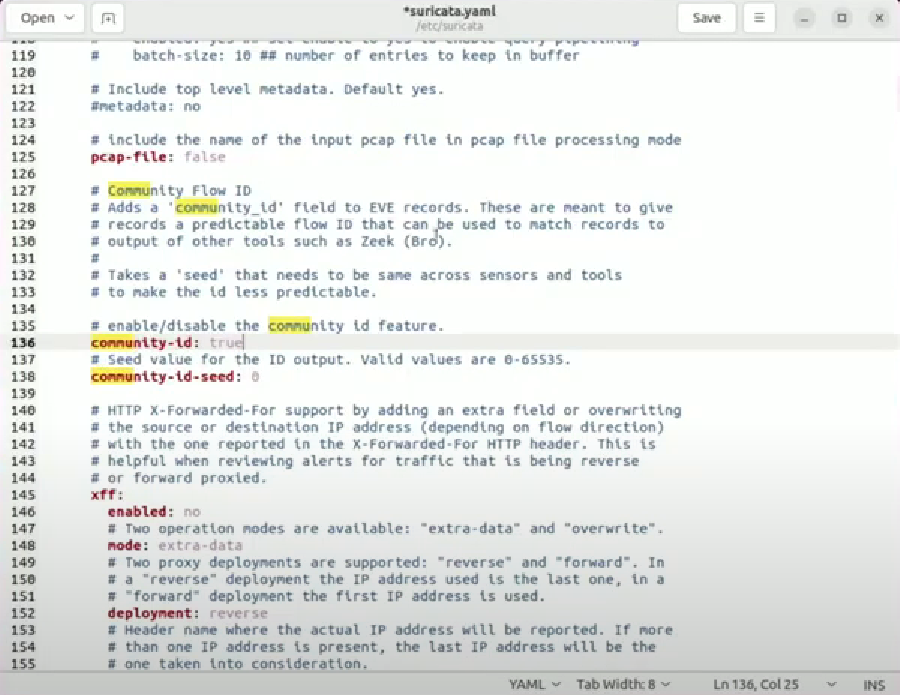 Open
*suricata.yaml
/etc/suricata
Save
118 # enabled: yes ## set enable to yes to enable query pipelining
119 # batch-size: 10 ## number of entries to keep in buffer
120
121 # Include top level metadata. Default yes.
122 #metadata: no
123
124 # include the name of the input pcap file in pcap file processing mode
125 pcap-file: false
126
127 # Community Flow ID
128 # Adds a 'community_id' field to EVE records. These are meant to give
129 # records a predictable flow ID that can be used to match records to
130 # output of other tools such as Zeek (Bro).
131 #
132 # Takes a 'seed' that needs to be same across sensors and tools
133 # to make the id less predictable.
134
135 # enable/disable the community id feature.
136 community-id: true
137 # Seed value for the ID output. Valid values are 0-65535.
138 community-id-seed: 0
139
140 # HTTP X-Forwarded-For support by adding an extra field or overwriting
141 # the source or destination IP address (depending on flow direction)
142 # with the one reported in the X-Forwarded-For HTTP header. This is
143 # helpful when reviewing alerts for traffic that is being reverse
144 # or forward proxied.
145 xff:
146 enabled: no
147 # Two operation modes are available: "extra-data" and "overwrite".
148 mode: extra-data
149 # Two proxy deployments are supported: "reverse" and "forward". In
150 # a "reverse" deployment the IP address used is the last one, in a
151 # "forward" deployment the first IP address is used.
152 deployment: reverse
153 # Header name where the actual IP address will be reported. If more
154 # than one IP address is present, the last IP address will be the
155 # one taken into consideration.
YAML Tab Width: 8 Ln 136, Col 25 INS